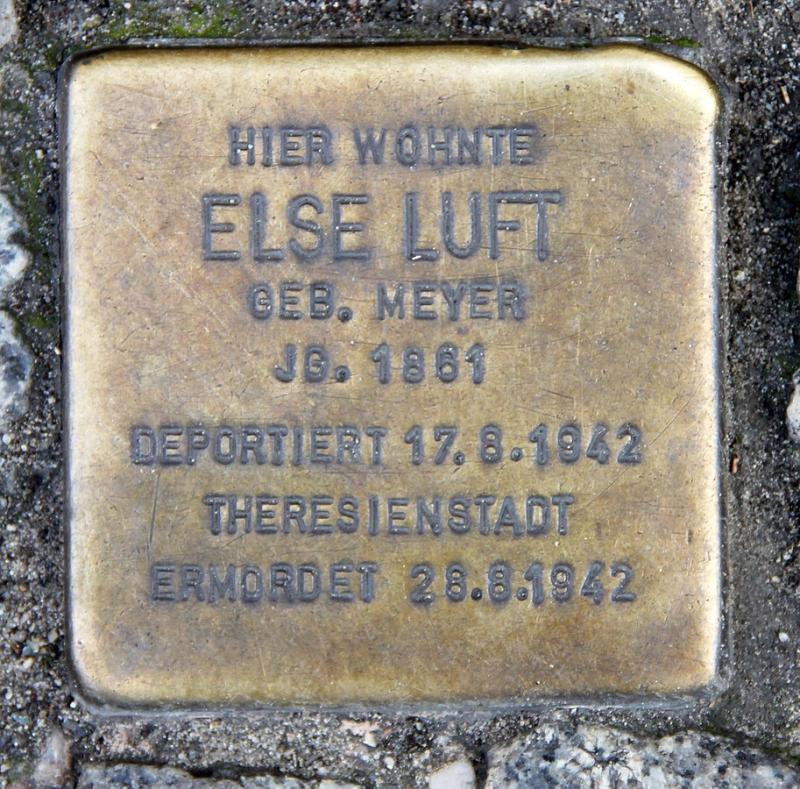 HIER WOHNTE
ELSE LUFT
GEB. MEYER
JG. 1861
DEPORTIERT 17.8.1942
THERESIENSTADT
ERMORDET 28.8.1942